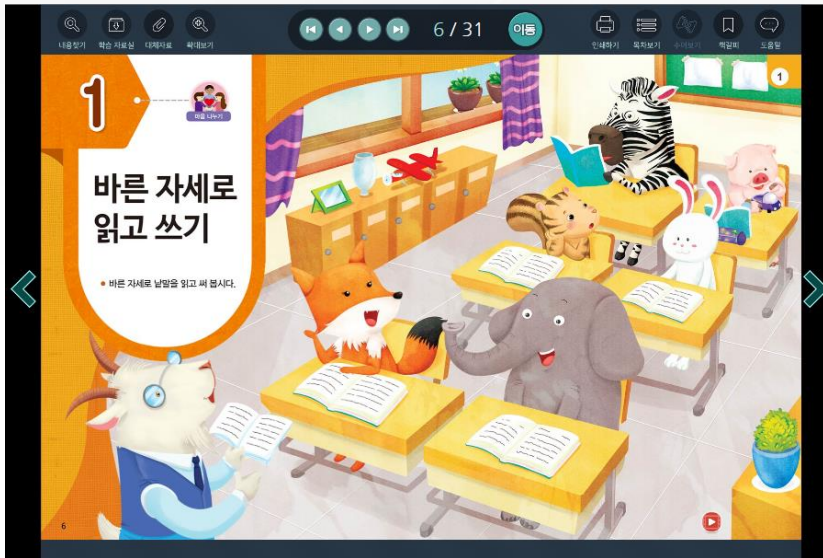 내용찾기 학습 자료실 대체자료 확대보기 6 / 31 이동 인쇄하기 목차보기 수어보기 책갈피 도움말
1
마음 나누기
1
바른 자세로
읽고 쓰기
• 바른 자세로 낱말을 읽고 써 봅시다.
6